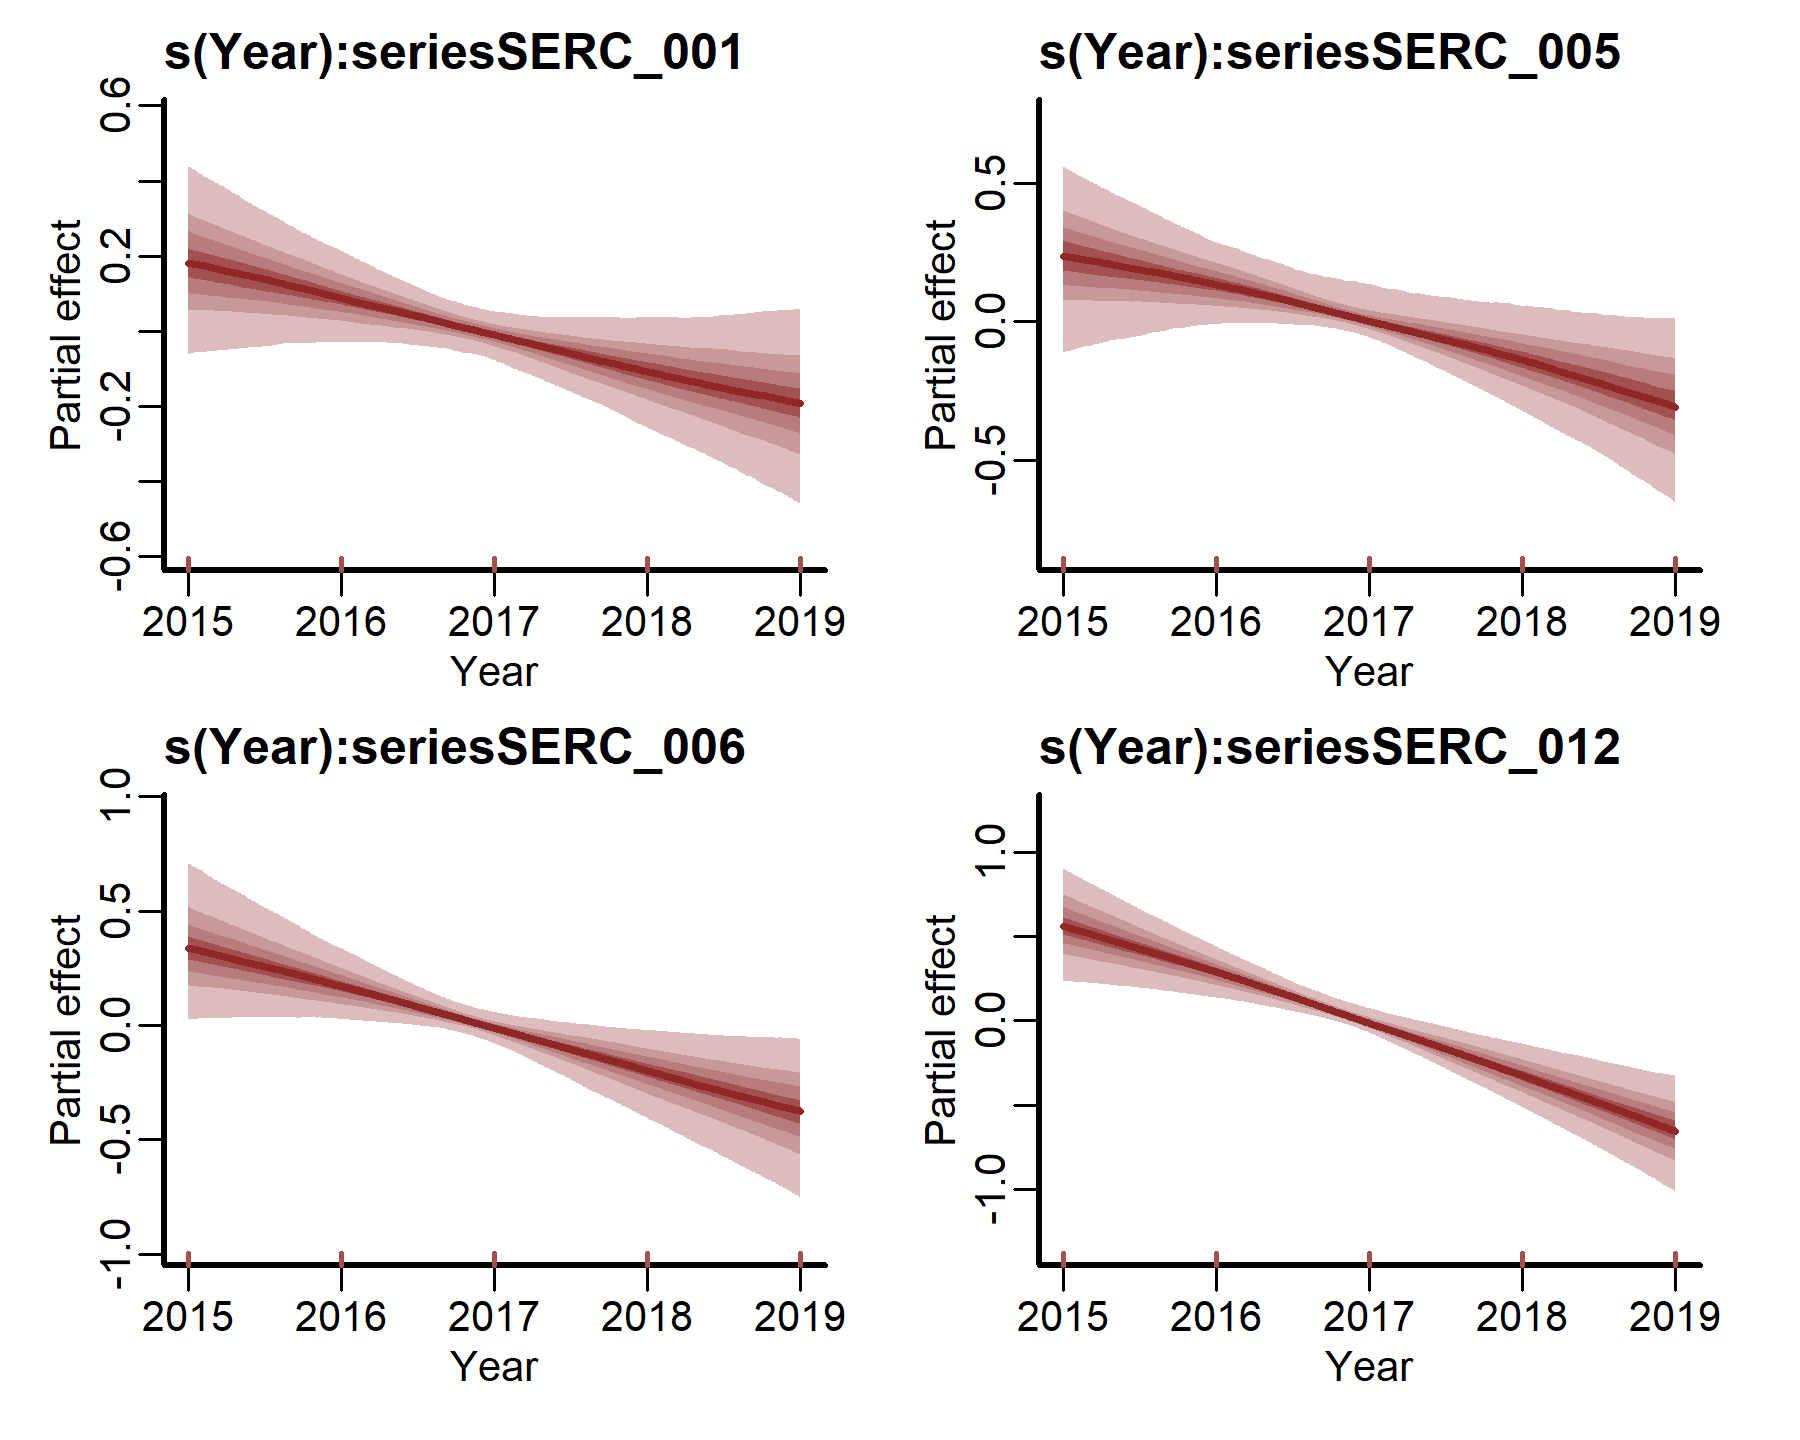 s(Year):seriesSERC_001
0.6
0.2
-0.2
-0.6
Partial effect
2015 2016 2017 2018 2019
Year
s(Year):seriesSERC_005
0.5
0.0
-0.5
Partial effect
2015 2016 2017 2018 2019
Year
s(Year):seriesSERC_006
1.0
0.5
0.0
-0.5
-1.0
Partial effect
2015 2016 2017 2018 2019
Year
s(Year):seriesSERC_012
1.0
0.0
-1.0
Partial effect
2015 2016 2017 2018 2019
Year